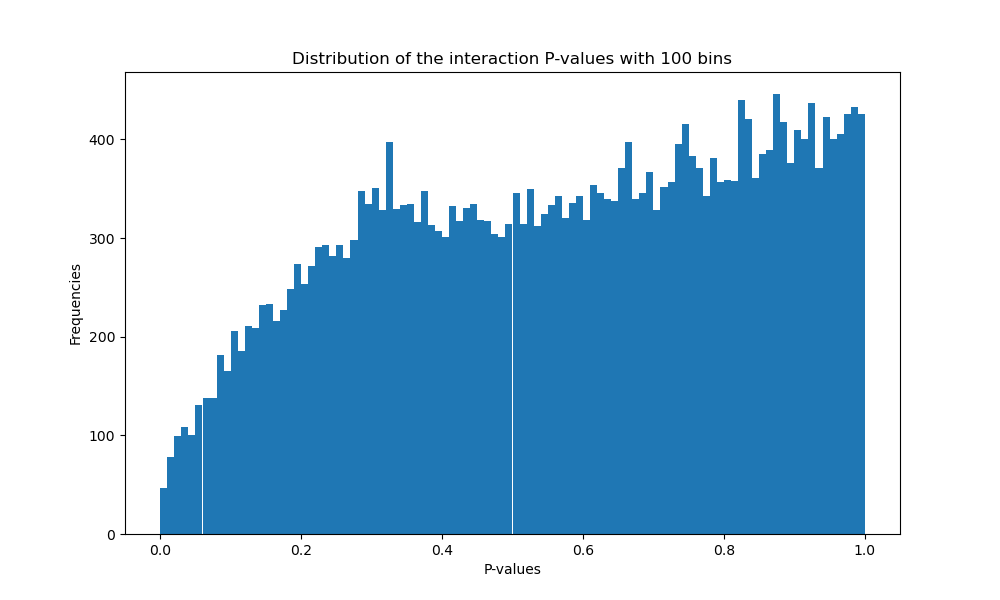 Distribution of the interaction P-values with 100 bins
Frequencies
400
300
200
100
0
0.0 0.2 0.4 0.6 0.8 1.0
P-values